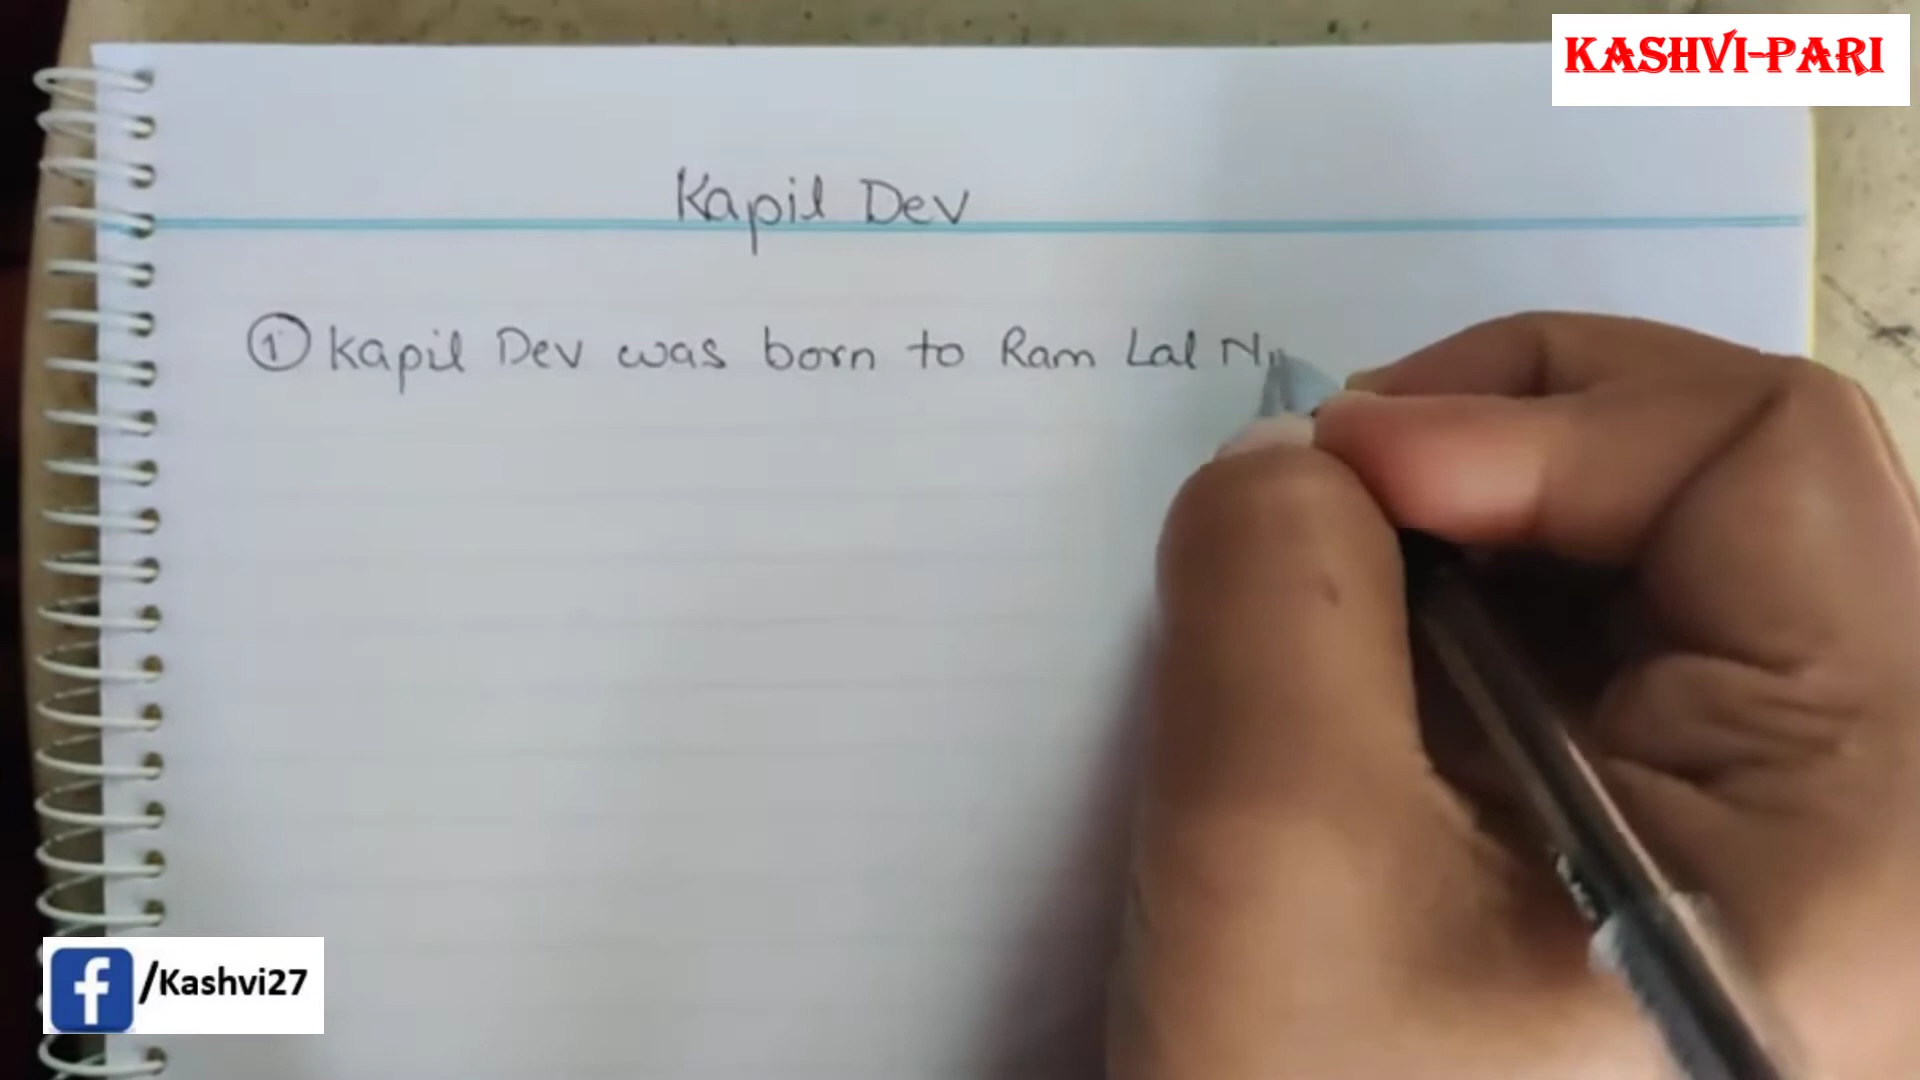 KASHVI-PARI
Kapil Dev
① Kapil Dev was born to Ram Lal
/Kashvi27